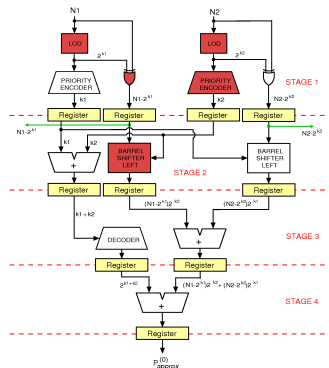 N1
N2
LOD
LOD
2^k1
2^k2
PRIORITY
ENCODER
PRIORITY
ENCODER
STAGE 1
k1
N1-2^k1
k2
N2-2^k2
Register
Register
Register
Register
N1-2^k1
N2-2^k2
k1
k2
+
BARREL
SHIFTER
LEFT
BARREL
SHIFTER
LEFT
STAGE 2
Register
Register
Register
(N1-2^k1)2^k2
(N2-2^k2)2^k1
k1+k2
DECODER
+
STAGE 3
Register
Register
2^k1+k2
(N1-2^k1)2^k2+(N2-2^k2)2^k1
+
STAGE 4
Register
P_approx^(0)